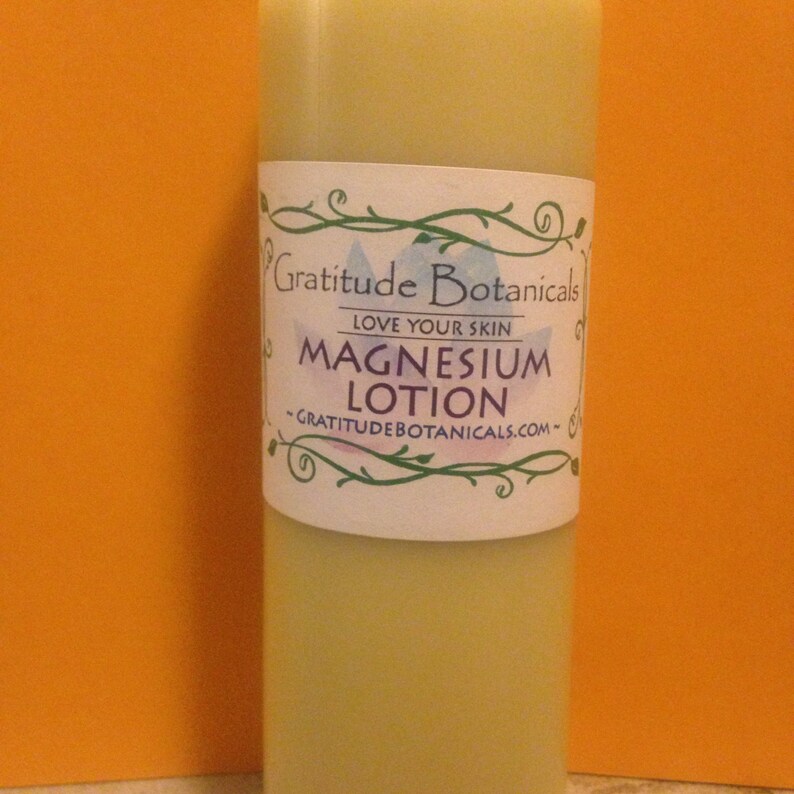 Gratitude Botanicals
LOVE YOUR SKIN
MAGNESIUM
LOTION
~ GRATITUDEBOTANICALS.COM ~